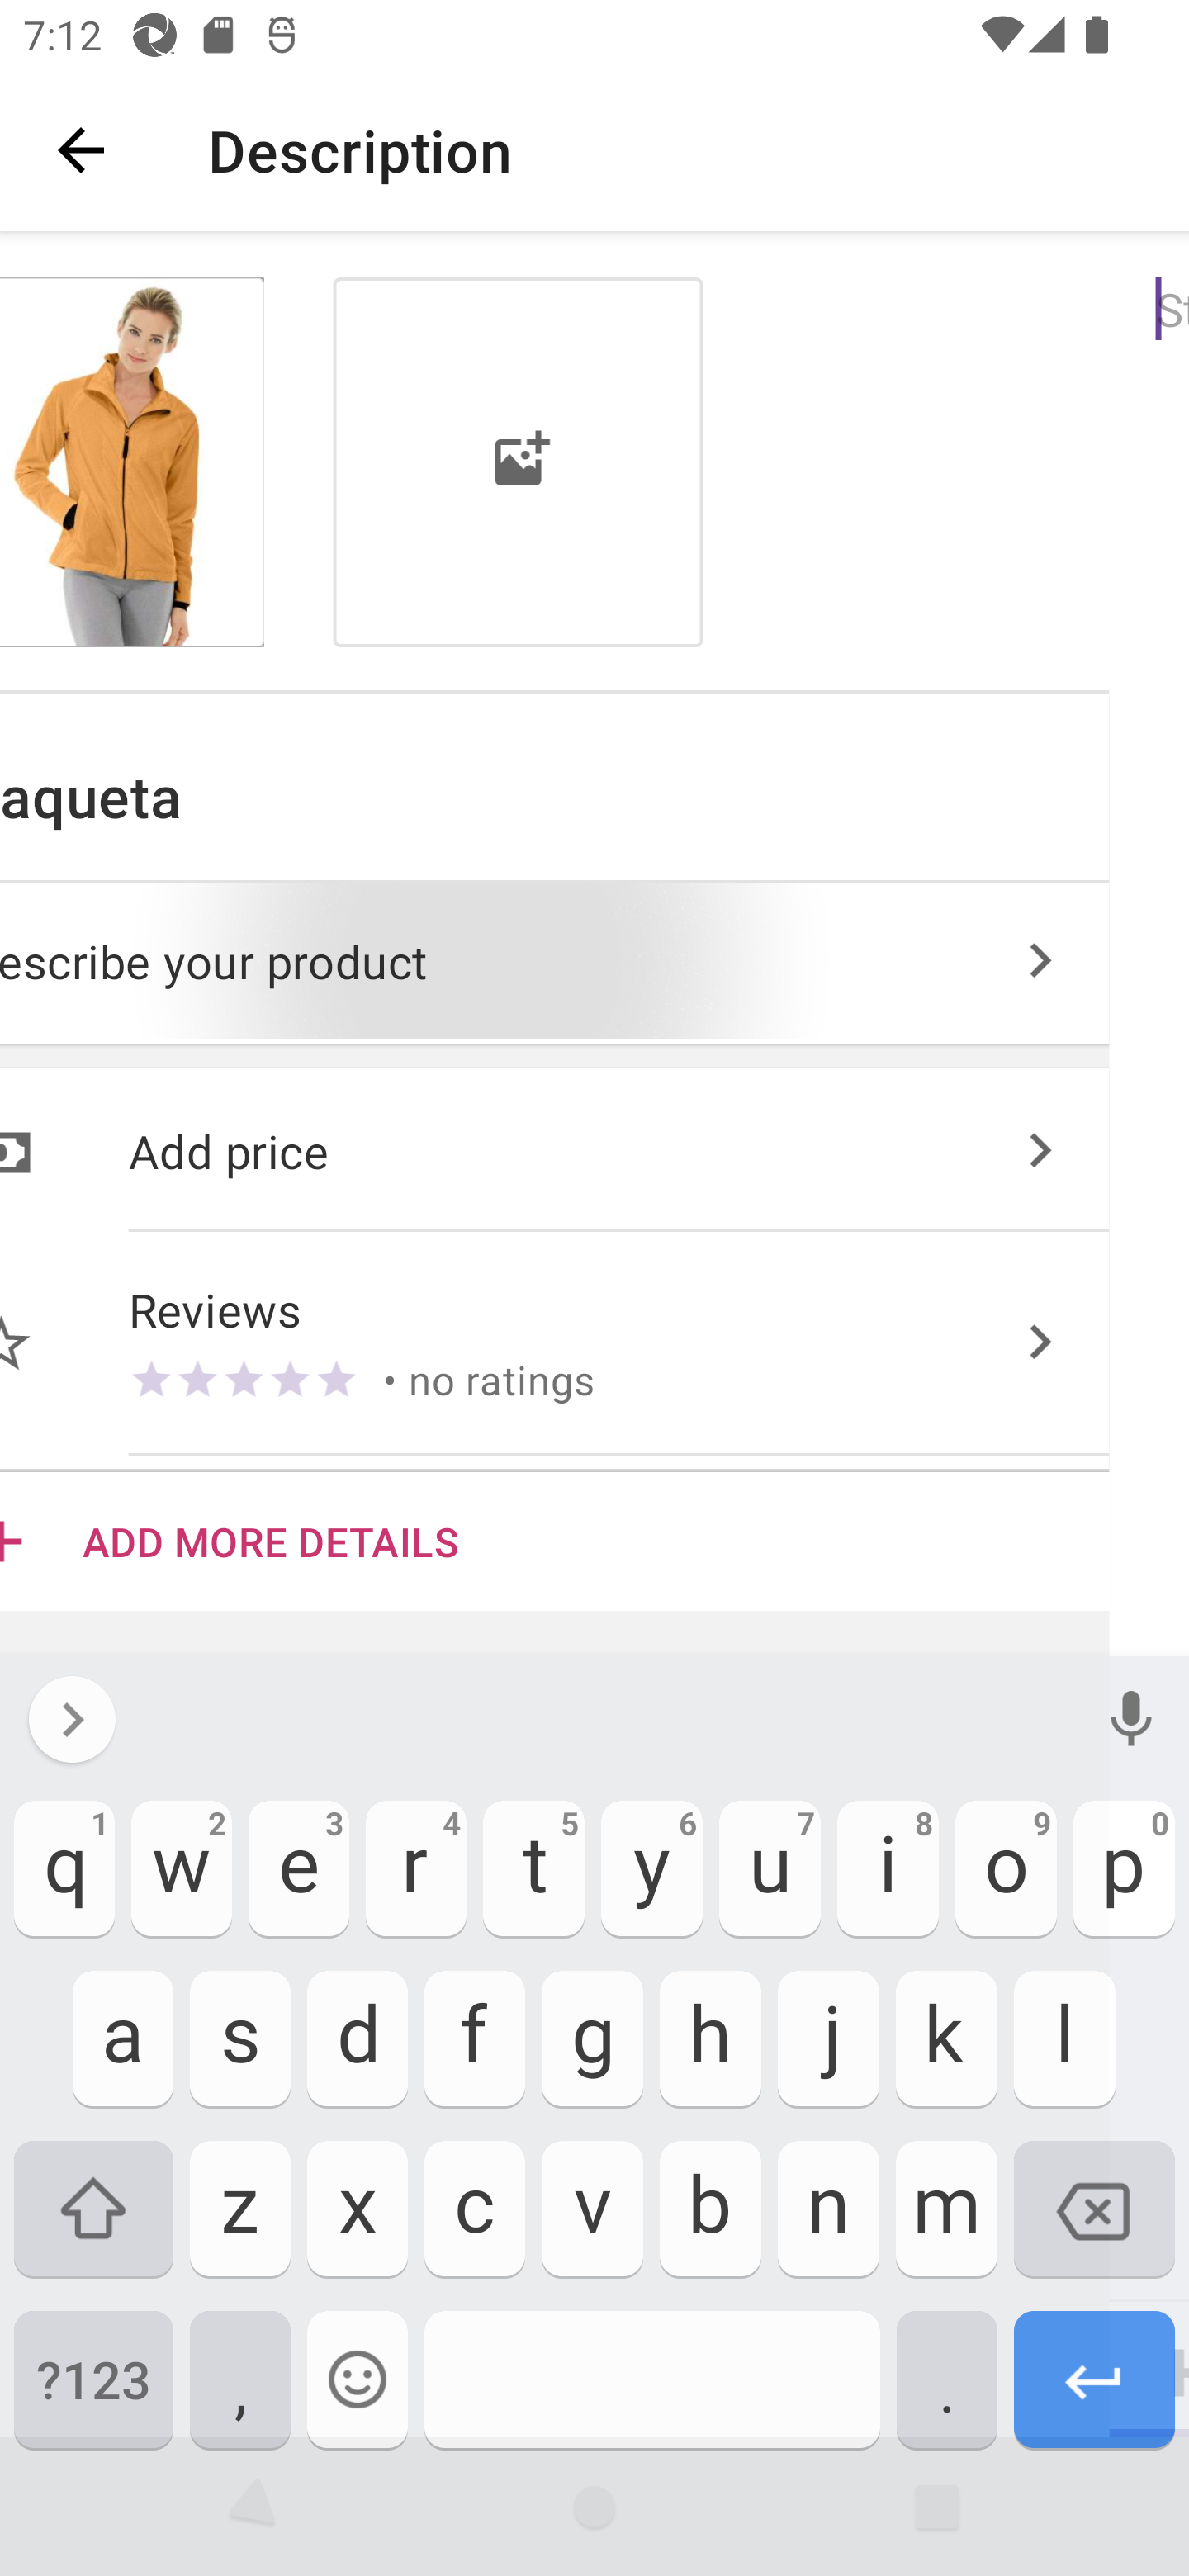 7:12
Description
St
aqueta
escribe your product
Add price
Reviews
• no ratings
ADD MORE DETAILS
1 2 3 4 5 6 7 8 9 0
q w e r t y u i o p
a s d f g h j k l
z x c v b n m
?123 , .